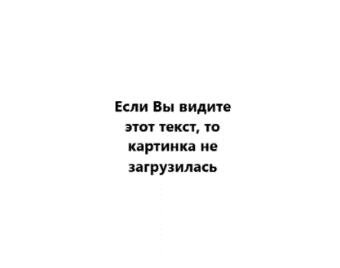 Если Вы видите
этот текст, то
картинка не
загрузилась